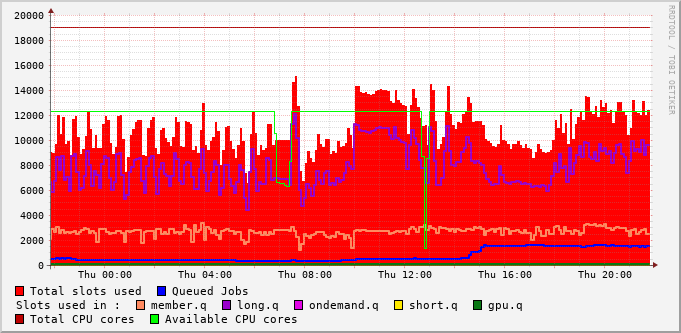 20000
18000
16000
14000
12000
10000
8000
6000
4000
2000
0
Thu 00:00 Thu 04:00 Thu 08:00 Thu 12:00 Thu 16:00 Thu 20:00
RRDTOOL / TOBI OETIKER
Total slots used Queued Jobs
Slots used in : member.q long.q ondemand.q short.q gpu.q
Total CPU cores Available CPU cores